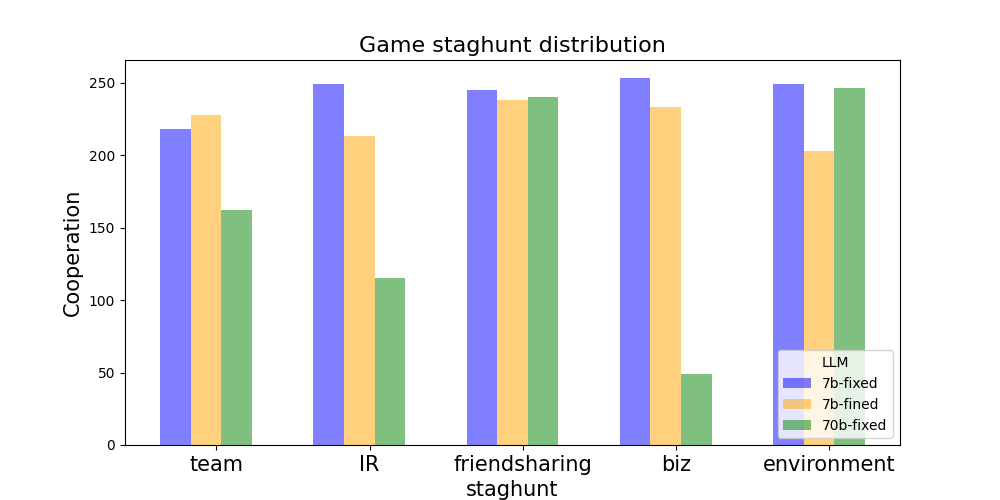 Game staghunt distribution
Cooperation
250
200
150
100
50
0
team IR friendsharing biz environment
staghunt
LLM
7b-fixed
7b-fined
70b-fixed